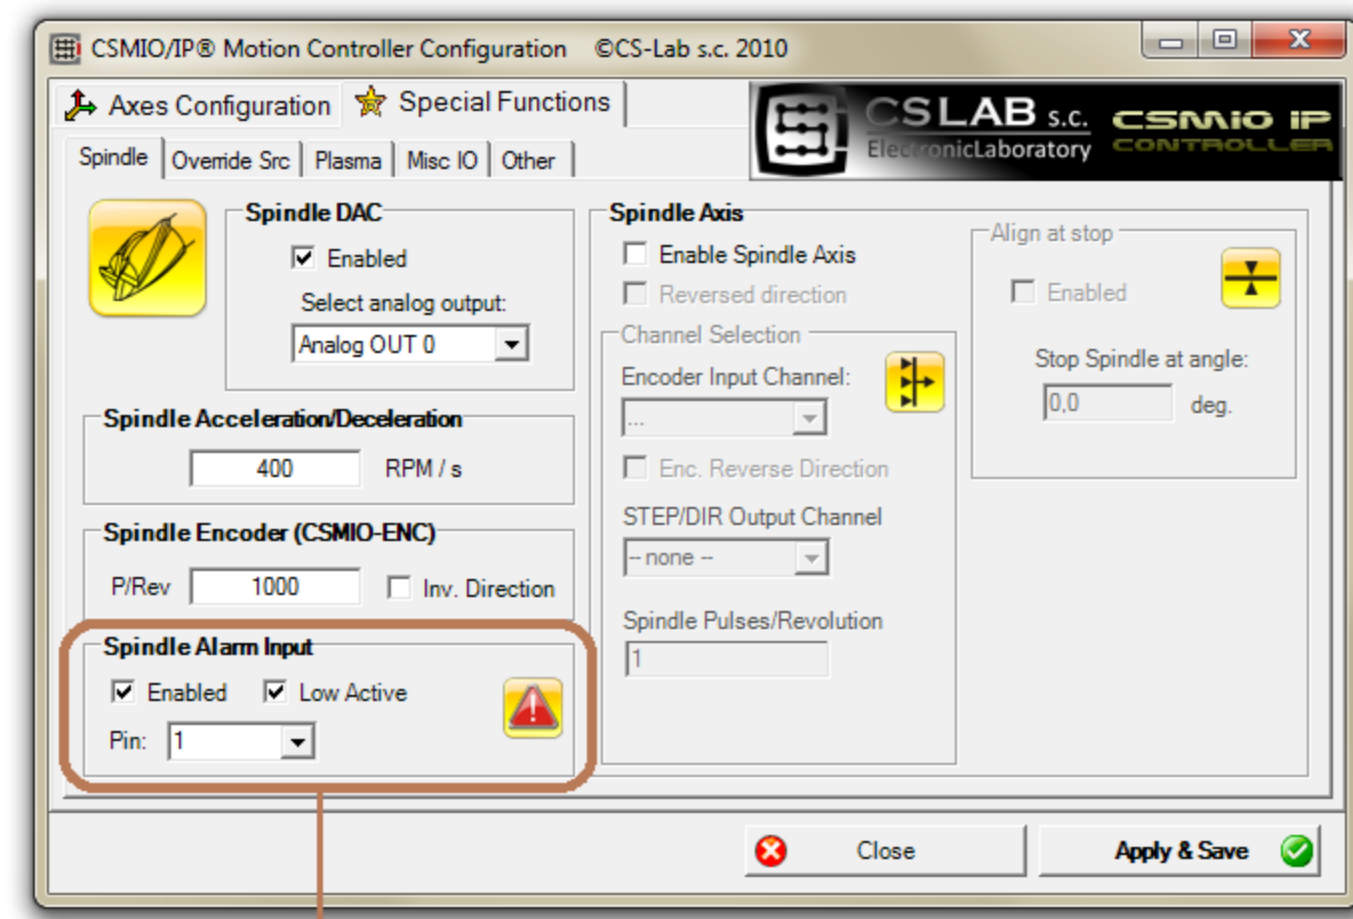 CSMIO/IP® Motion Controller Configuration ©CS-Lab s.c. 2010
Axes Configuration Special Functions
CSLAB s.c.
ElectronicLaboratory
CSMIO IP
CONTROLLER
Spindle Override Src Plasma Misc IO Other
Spindle DAC
Enabled
Select analog output:
Analog OUT 0
Spindle Acceleration/Deceleration
400 RPM / s
Spindle Encoder (CSMIO-ENC)
P/Rev 1000 Inv. Direction
Spindle Alarm Input
Enabled Low Active
Pin: 1
Spindle Axis
Enable Spindle Axis
Reversed direction
Channel Selection
Encoder Input Channel:
...
Enc. Reverse Direction
STEP/DIR Output Channel
-- none --
Spindle Pulses/Revolution
1
Align at stop
Enabled
Stop Spindle at angle:
0,0 deg.
Close Apply & Save